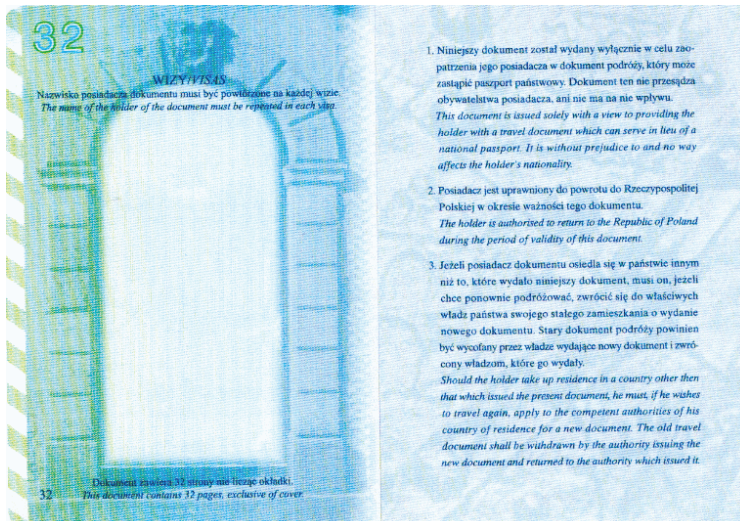 32
WIZY/VISAS
Nazwisko posiadacza dokumentu musi być powtórzone na każdej wizie.
The name of the holder of the document must be repeated in each visa.
Dokument zawiera 32 strony nie licząc okładki.
32 This document contains 32 pages, exclusive of cover.
1. Niniejszy dokument został wydany wyłącznie w celu zao-
patrzenia jego posiadacza w dokument podróży, który może
zastąpić paszport państwowy. Dokument ten nie przesądza
obywatelstwa posiadacza, ani nie ma na nie wpływu.
This document is issued solely with a view to providing the
holder with a travel document which can serve in lieu of a
national passport. It is without prejudice to and no way
affects the holder's nationality.
2. Posiadacz jest uprawniony do powrotu do Rzeczypospolitej
Polskiej w okresie ważności tego dokumentu.
The holder is authorised to return to the Republic of Poland
during the period of validity of this document.
3. Jeżeli posiadacz dokumentu osiedla się w państwie innym
niż to, które wydało niniejszy dokument, musi on, jeżeli
chce ponownie podróżować, zwrócić się do właściwych
władz państwa swojego stałego zamieszkania o wydanie
nowego dokumentu. Stary dokument podróży powinien
być wycofany przez władze wydające nowy dokument i zwró-
cony władzom, które go wydały.
Should the holder take up residence in a country other then
that which issued the present document, he must, if he wishes
to travel again, apply to the competent authorities of his
country of residence for a new document. The old travel
document shall be withdrawn by the authority issuing the
new document and returned to the authority which issured it.